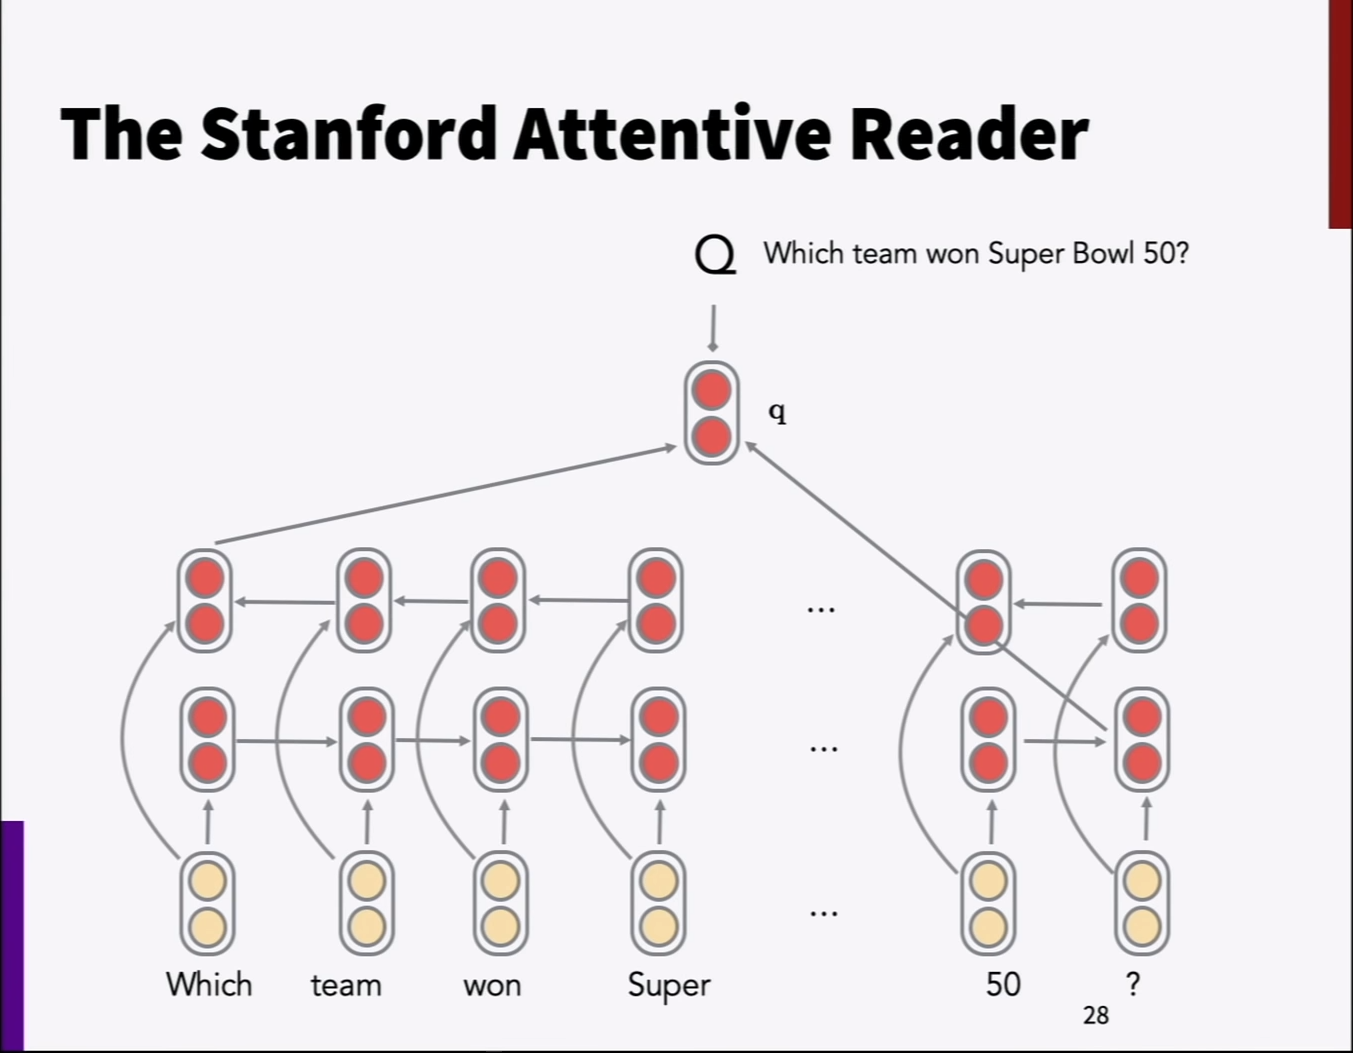 The Stanford Attentive Reader
Q Which team won Super Bowl 50?
q
...
...
...
Which team won Super 50 ?
28